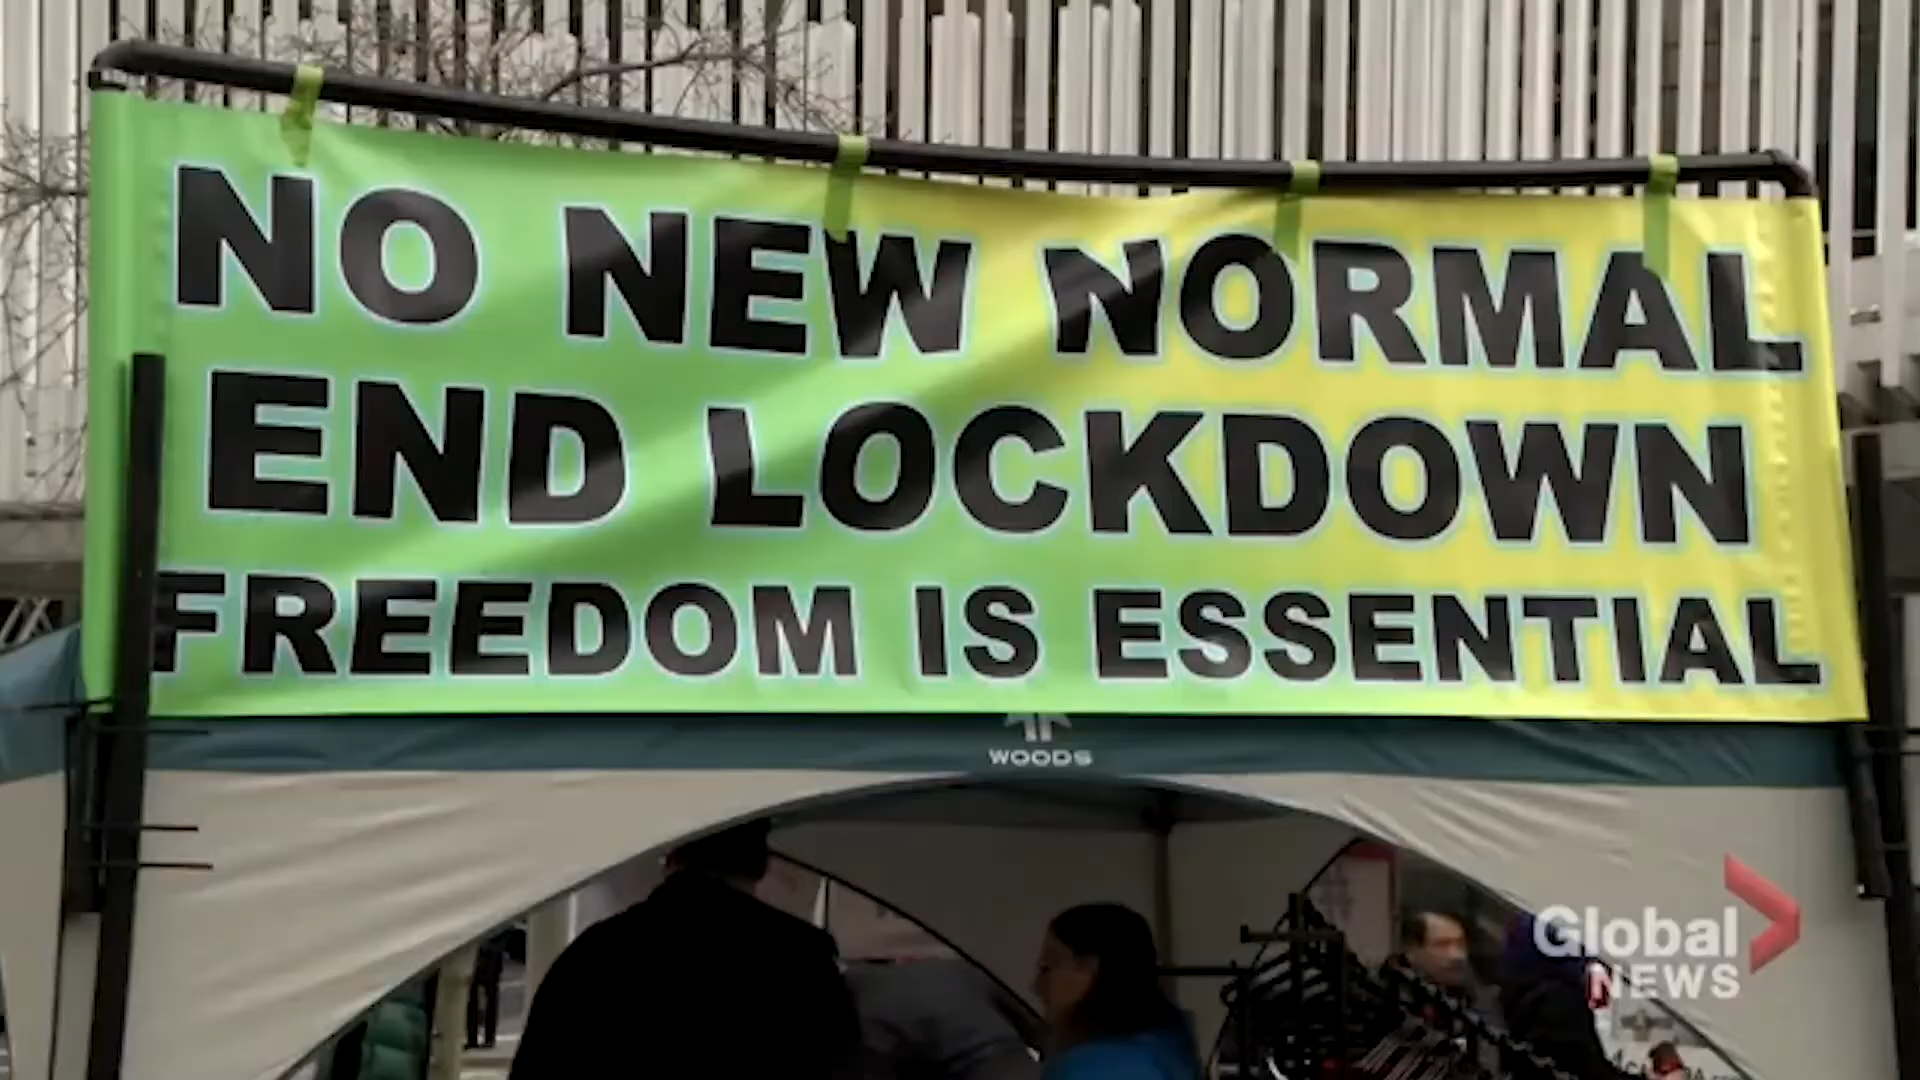 NO NEW NORMAL
END LOCKDOWN
FREEDOM IS ESSENTIAL
WOODS
Global
NEWS